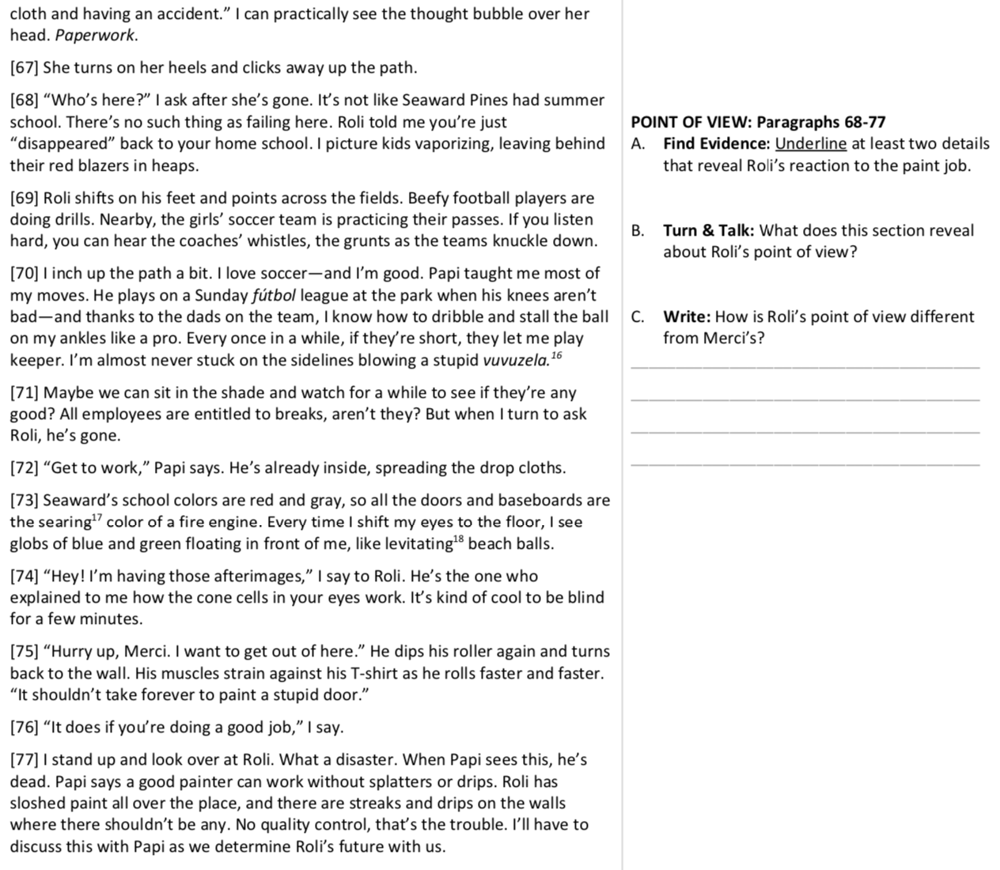 cloth and having an accident.” I can practically see the thought bubble over her
head. Paperwork.
[67] She turns on her heels and clicks away up the path.
[68] “Who’s here?” I ask after she’s gone. It’s not like Seaward Pines had summer
school. There’s no such thing as failing here. Roli told me you’re just
“disappeared” back to your home school. I picture kids vaporizing, leaving behind
their red blazers in heaps.
[69] Roli shifts on his feet and points across the fields. Beefy football players are
doing drills. Nearby, the girls’ soccer team is practicing their passes. If you listen
hard, you can hear the coaches’ whistles, the grunts as the teams knuckle down.
[70] I inch up the path a bit. I love soccer—and I’m good. Papi taught me most of
my moves. He plays on a Sunday fútbol league at the park when his knees aren’t
bad—and thanks to the dads on the team, I know how to dribble and stall the ball
on my ankles like a pro. Every once in a while, if they’re short, they let me play
keeper. I’m almost never stuck on the sidelines blowing a stupid vuvuzela.16
[71] Maybe we can sit in the shade and watch for a while to see if they’re any
good? All employees are entitled to breaks, aren’t they? But when I turn to ask
Roli, he’s gone.
[72] “Get to work,” Papi says. He’s already inside, spreading the drop cloths.
[73] Seaward’s school colors are red and gray, so all the doors and baseboards are
the searing17 color of a fire engine. Every time I shift my eyes to the floor, I see
globs of blue and green floating in front of me, like levitating18 beach balls.
[74] “Hey! I’m having those afterimages,” I say to Roli. He’s the one who
explained to me how the cone cells in your eyes work. It’s kind of cool to be blind
for a few minutes.
[75] “Hurry up, Merci. I want to get out of here.” He dips his roller again and turns
back to the wall. His muscles strain against his T-shirt as he rolls faster and faster.
“It shouldn’t take forever to paint a stupid door.”
[76] “It does if you’re doing a good job,” I say.
[77] I stand up and look over at Roli. What a disaster. When Papi sees this, he’s
dead. Papi says a good painter can work without splatters or drips. Roli has
sloshed paint all over the place, and there are streaks and drips on the walls
where there shouldn’t be any. No quality control, that’s the trouble. I’ll have to
discuss this with Papi as we determine Roli’s future with us.
POINT OF VIEW: Paragraphs 68-77
A. Find Evidence: Underline at least two details
that reveal Roli’s reaction to the paint job.
B. Turn & Talk: What does this section reveal
about Roli’s point of view?
C. Write: How is Roli’s point of view different
from Merci’s?